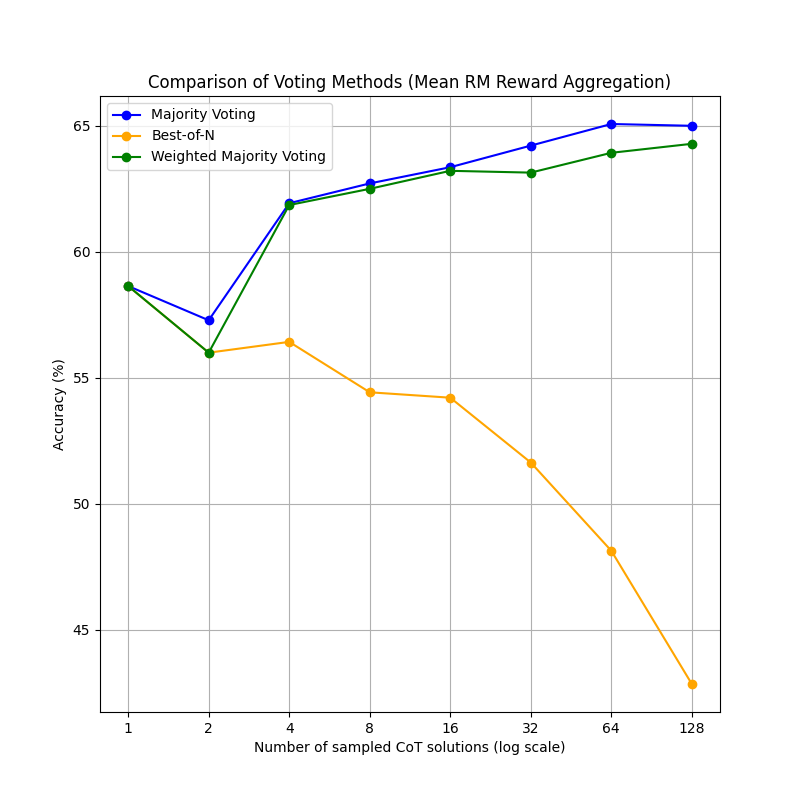 Comparison of Voting Methods (Mean RM Reward Aggregation)
Majority Voting
Best-of-N
Weighted Majority Voting
Accuracy (%)
65
60
55
50
45
1 2 4 8 16 32 64 128
Number of sampled CoT solutions (log scale)